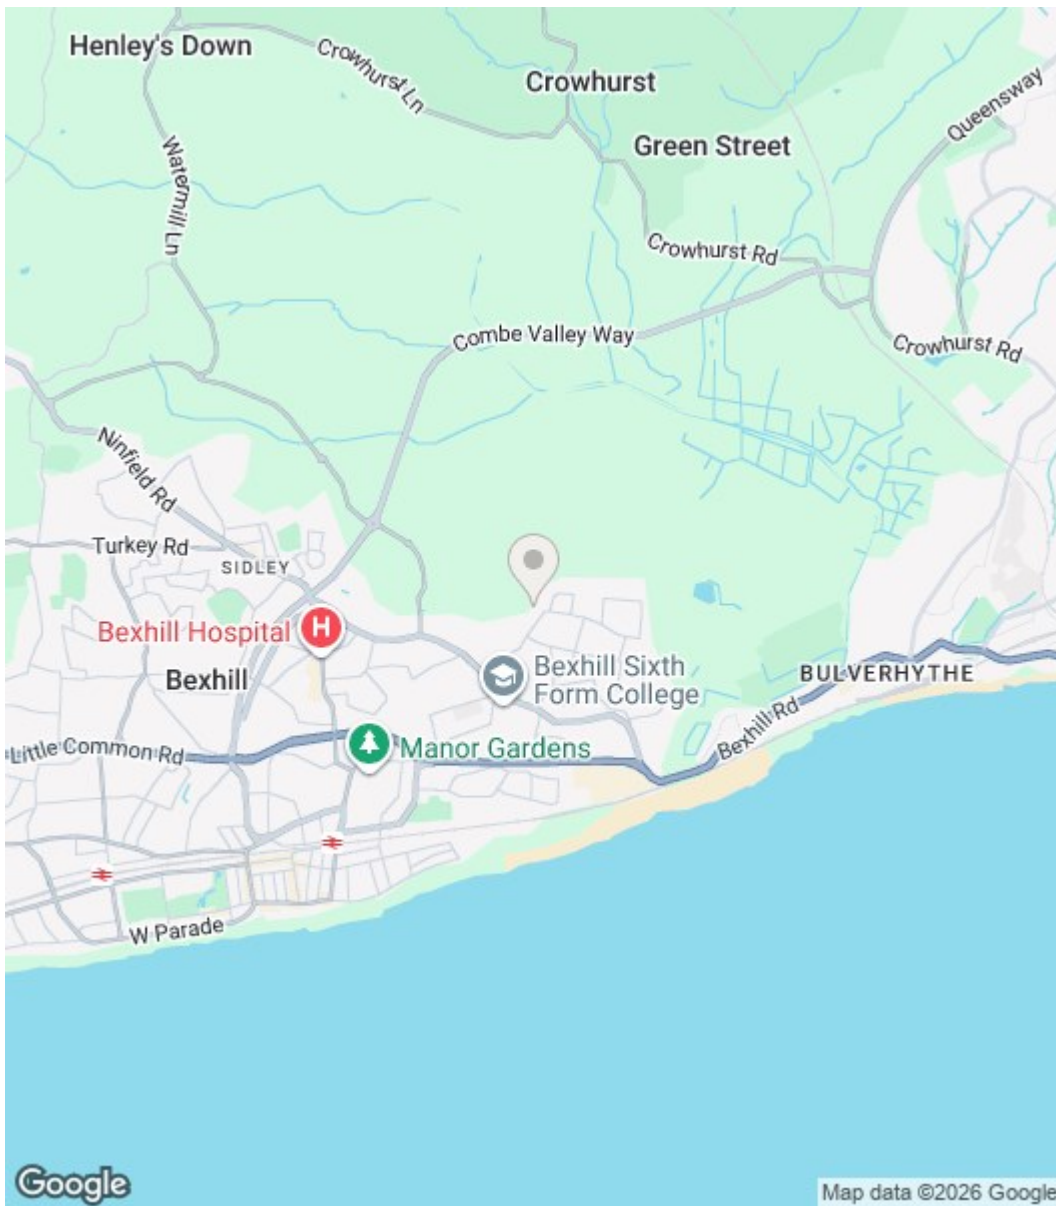 Henley's Down
Crowhurst Ln
Crowhurst
Queensway
Green Street
Watermill Ln
Crowhurst Rd
Combe Valley Way
Crowhurst Rd
Ninfield Rd
Turkey Rd
SIDLEY
Bexhill Hospital
H
Bexhill
Bexhill Sixth
Form College
BULVERHYTHE
Bexhill Rd
Little Common Rd
Manor Gardens
W Parade
Google
Map data ©2026 Google